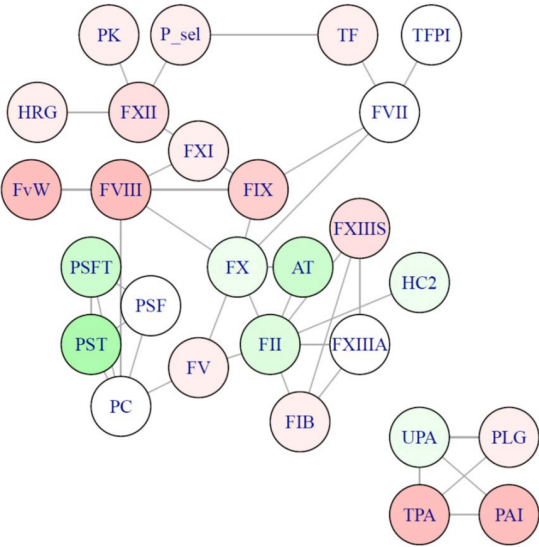 PK
P_sel
TF
TFPI
HRG
FXII
FVII
FXI
FvW
FVIII
FIX
FXIIIS
PSFT
FX
AT
HC2
PSF
PST
FII
FXIIIA
FV
PC
FIB
UPA
PLG
TPA
PAI